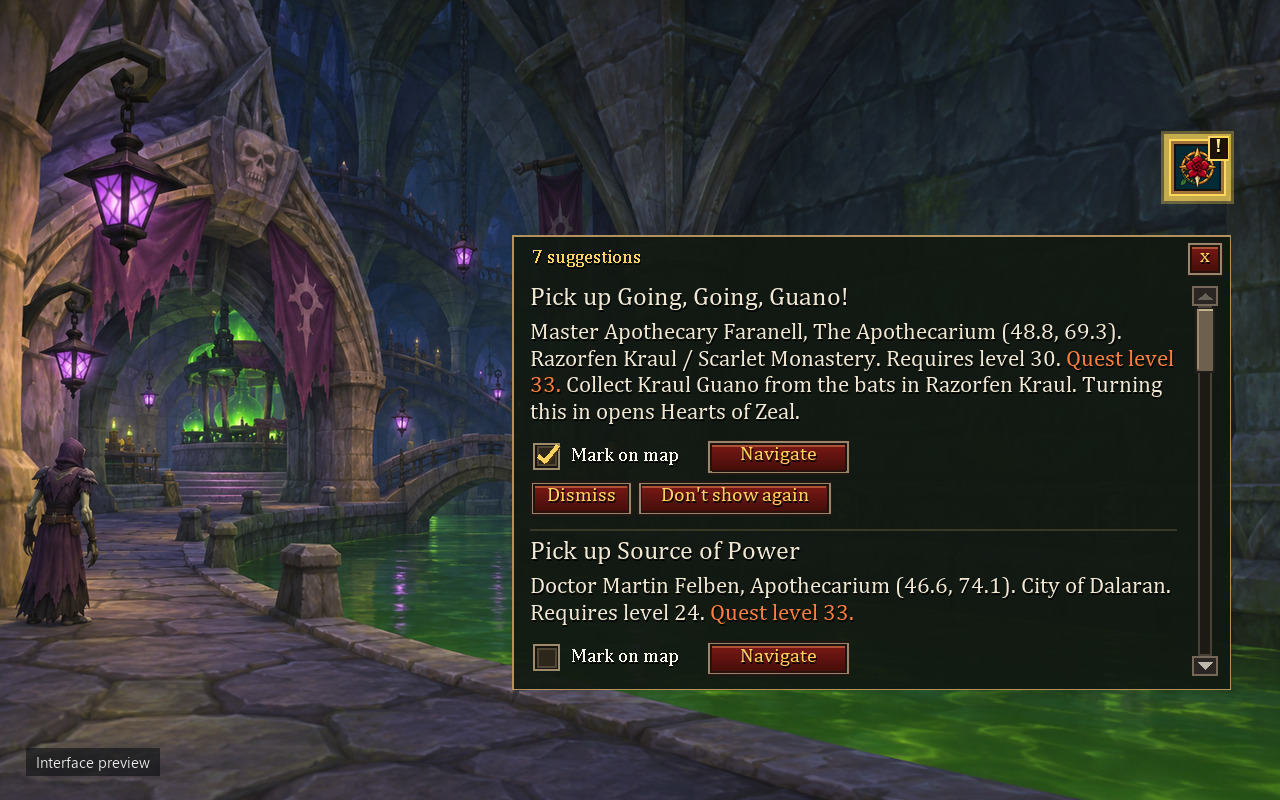 !
7 suggestions
x
Pick up Going, Going, Guano!
Master Apothecary Faranell, The Apothecarium (48.8, 69.3).
Razorfen Kraul / Scarlet Monastery. Requires level 30. Quest level
33. Collect Kraul Guano from the bats in Razorfen Kraul. Turning
this in opens Hearts of Zeal.
Mark on map
Navigate
Dismiss
Don't show again
Pick up Source of Power
Doctor Martin Felben, Apothecarium (46.6, 74.1). City of Dalaran.
Requires level 24. Quest level 33.
Mark on map
Navigate
Interface preview